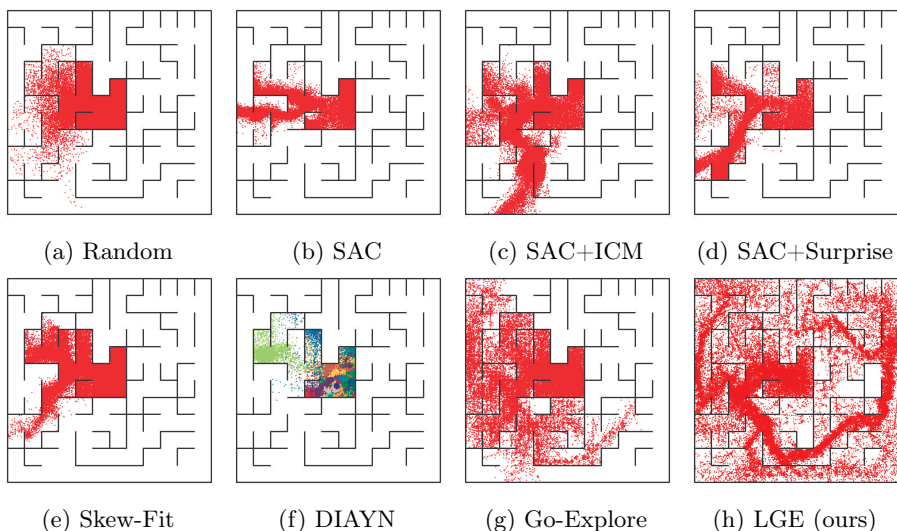 (a) Random
(b) SAC
(c) SAC+ICM
(d) SAC+Surprise
(e) Skew-Fit
(f) DIAYN
(g) Go-Explore
(h) LGE (ours)